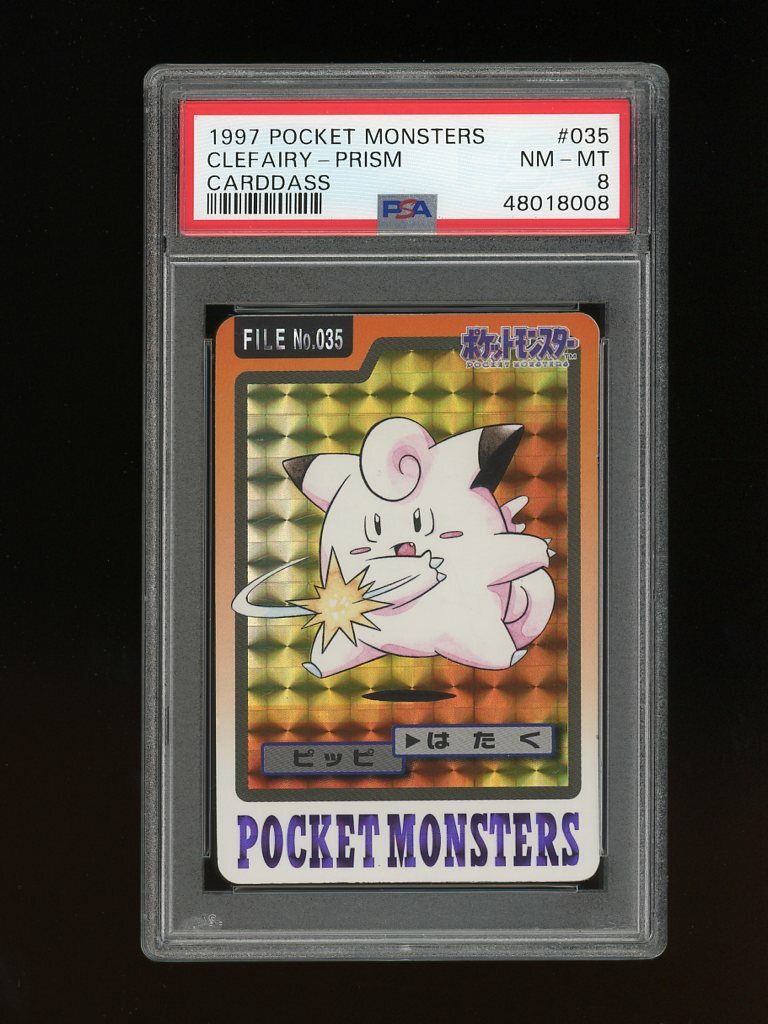 1997 POCKET MONSTERS #035
CLEFAIRY - PRISM NM - MT
CARDDASS 8
PSA 48018008
FILE No.035
ポケットモンスター TM
POCKET MONSTERS
▶はたく
ピッピ
POCKET MONSTERS